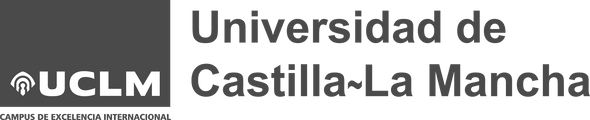 UCLM
CAMPUS DE EXCELENCIA INTERNACIONAL
Universidad de
Castilla~La Mancha